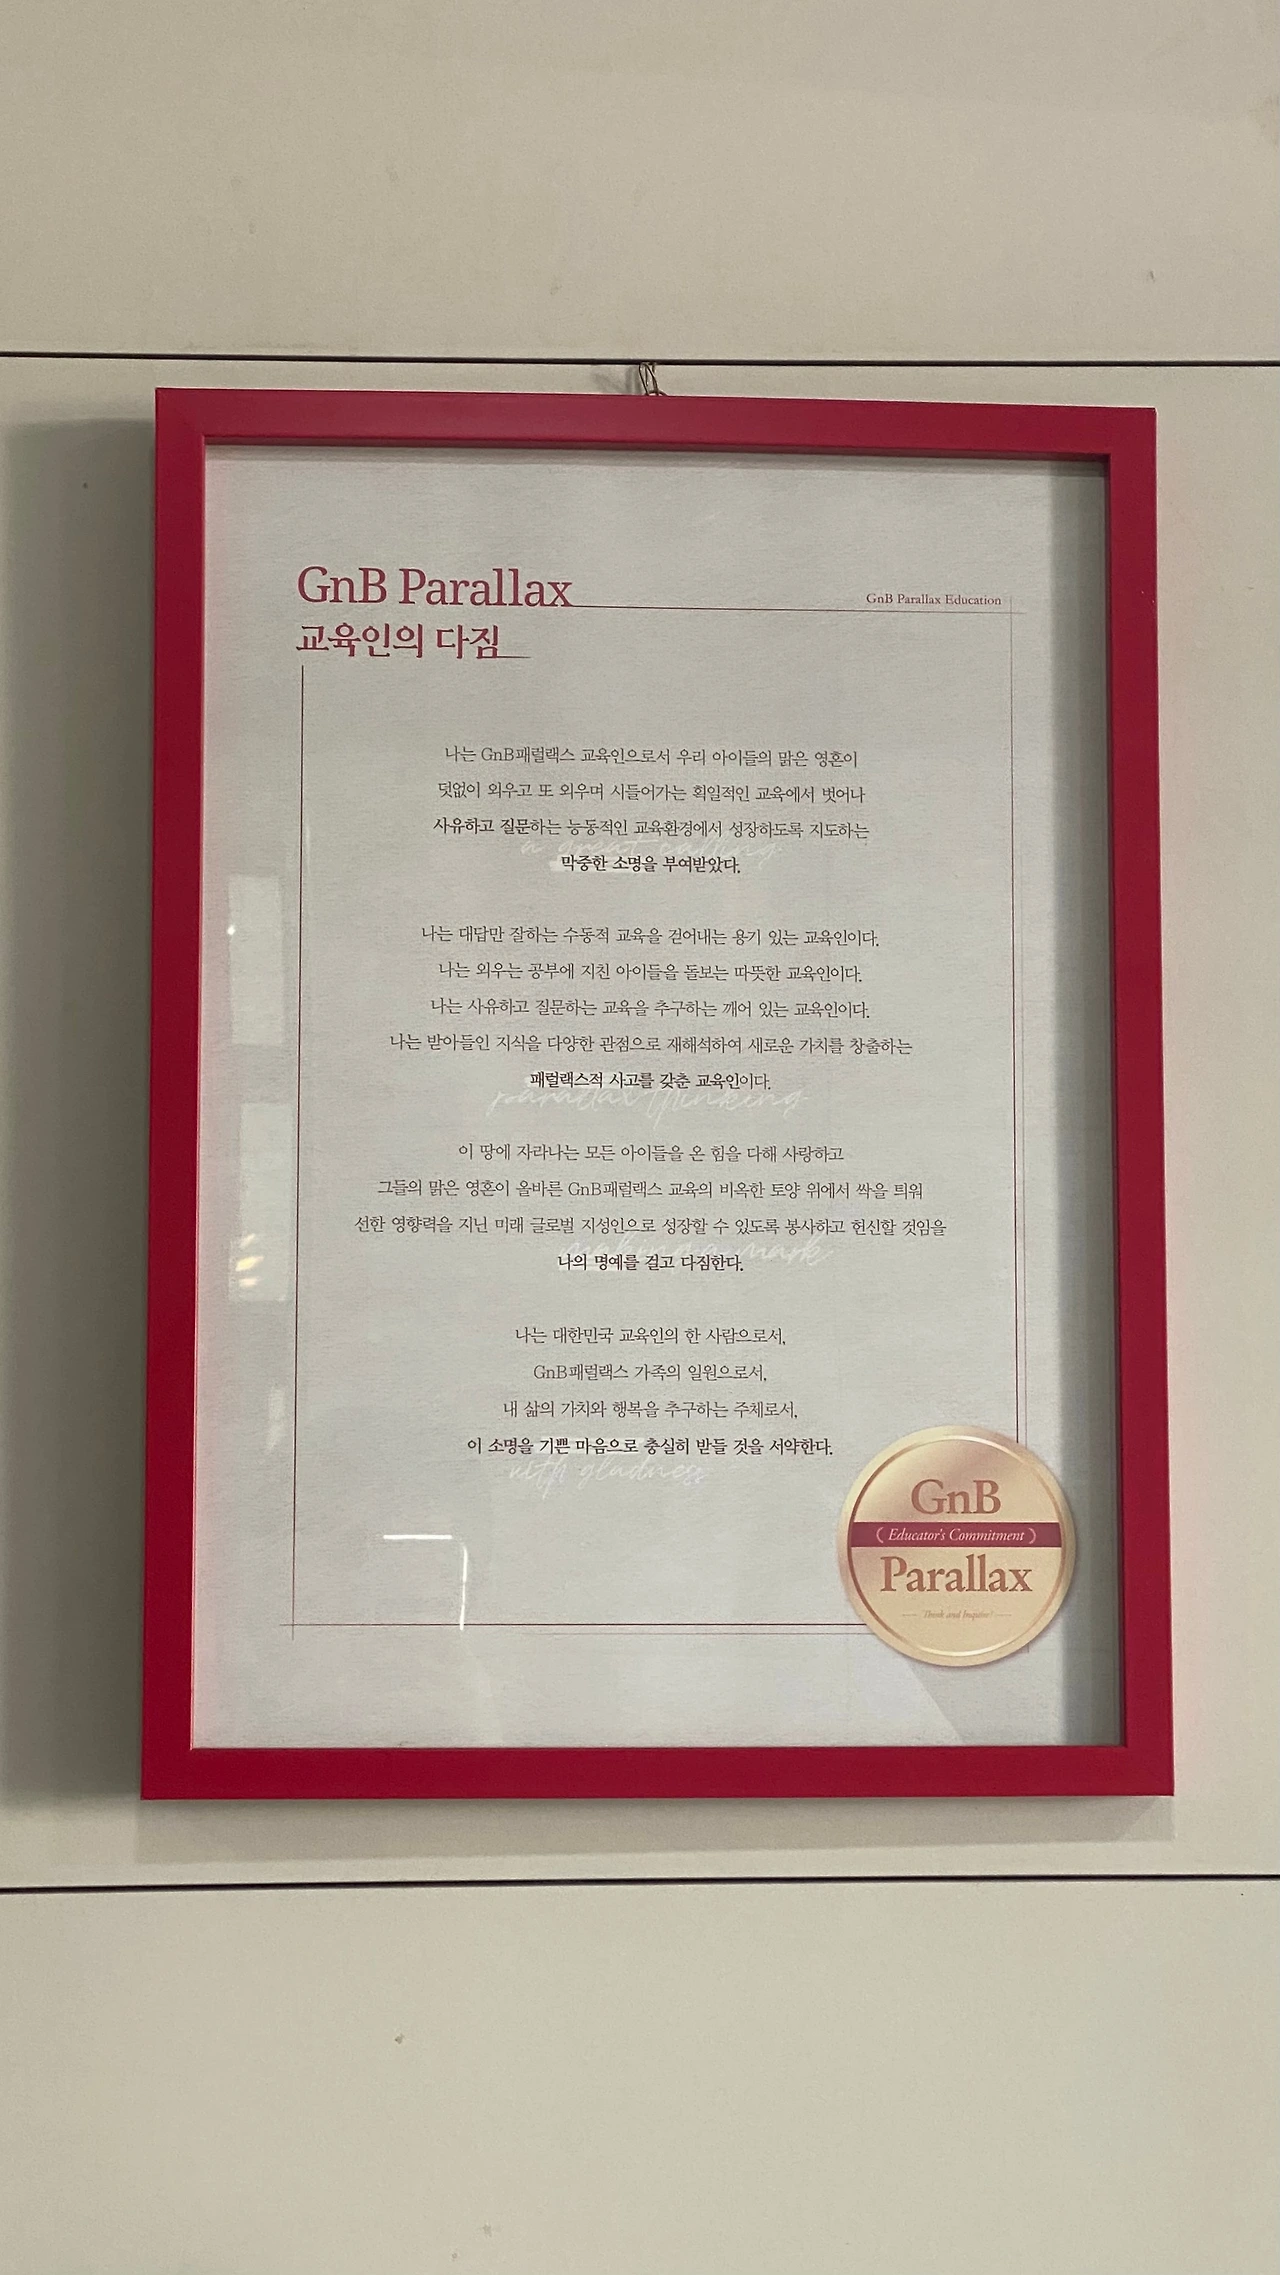 GnB Parallax
GnB Parallax Education
교육인의 다짐
나는 GnB패럴랙스 교육인으로서 우리 아이들의 맑은 영혼이
덧없이 외우고 또 외우며 시들어가는 획일적인 교육에서 벗어나
사유하고 질문하는 능동적인 교육환경에서 성장하도록 지도하는
a great calling
막중한 소명을 부여받았다.
나는 대답만 잘하는 수동적 교육을 걷어내는 용기 있는 교육인이다.
나는 외우는 공부에 지친 아이들을 돌보는 따뜻한 교육인이다.
나는 사유하고 질문하는 교육을 추구하는 깨어 있는 교육인이다.
나는 받아들인 지식을 다양한 관점으로 재해석하여 새로운 가치를 창출하는
패럴랙스적 사고를 갖춘 교육인이다.
parallax thinking
이 땅에 자라나는 모든 아이들을 온 힘을 다해 사랑하고
그들의 맑은 영혼이 올바른 GnB패럴랙스 교육의 비옥한 토양 위에서 싹을 틔워
선한 영향력을 지닌 미래 글로벌 지성인으로 성장할 수 있도록 봉사하고 헌신할 것임을
mark
나의 명예를 걸고 다짐한다.
나는 대한민국 교육인의 한 사람으로서,
GnB패럴랙스 가족의 일원으로서,
내 삶의 가치와 행복을 추구하는 주체로서,
이 소명을 기쁜 마음으로 충실히 받들 것을 서약한다.
with gladness
GnB
( Educator's Commitment )
Parallax
Think and Inquire!